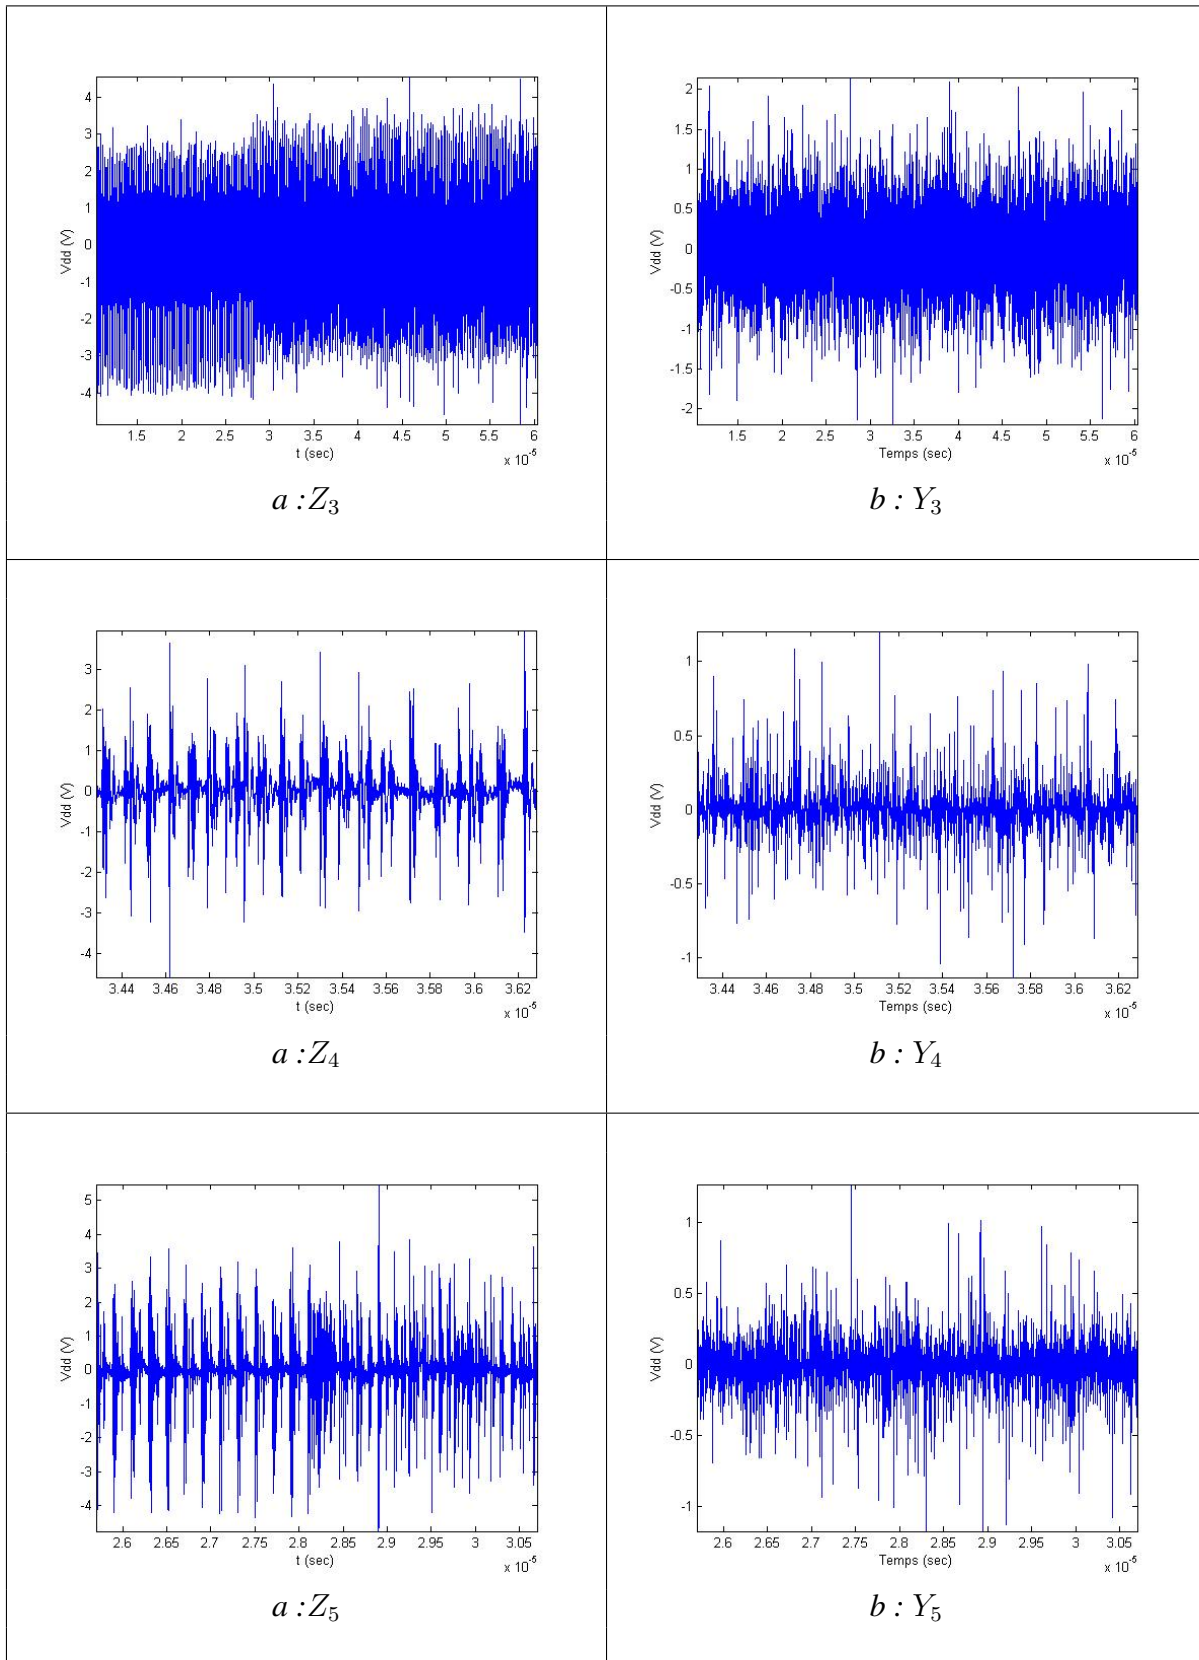 4
3
2
1
0
-1
-2
-3
-4
Vdd (V)
1.5 2 2.5 3 3.5 4 4.5 5 5.5 6
t (sec)
x 10⁻⁵
a : Z₃
2
1.5
1
0.5
0
-0.5
-1
-1.5
-2
Vdd (V)
1.5 2 2.5 3 3.5 4 4.5 5 5.5 6
Temps (sec)
x 10⁻⁵
b : Y₃
3
2
1
0
-1
-2
-3
-4
Vdd (V)
3.44 3.46 3.48 3.5 3.52 3.54 3.56 3.58 3.6 3.62
t (sec)
x 10⁻⁵
a : Z₄
1
0.5
0
-0.5
-1
Vdd (V)
3.44 3.46 3.48 3.5 3.52 3.54 3.56 3.58 3.6 3.62
Temps (sec)
x 10⁻⁵
b : Y₄
5
4
3
2
1
0
-1
-2
-3
-4
Vdd (V)
2.6 2.65 2.7 2.75 2.8 2.85 2.9 2.95 3 3.05
t (sec)
x 10⁻⁵
a : Z₅
1
0.5
0
-0.5
-1
Vdd (V)
2.6 2.65 2.7 2.75 2.8 2.85 2.9 2.95 3 3.05
Temps (sec)
x 10⁻⁵
b : Y₅